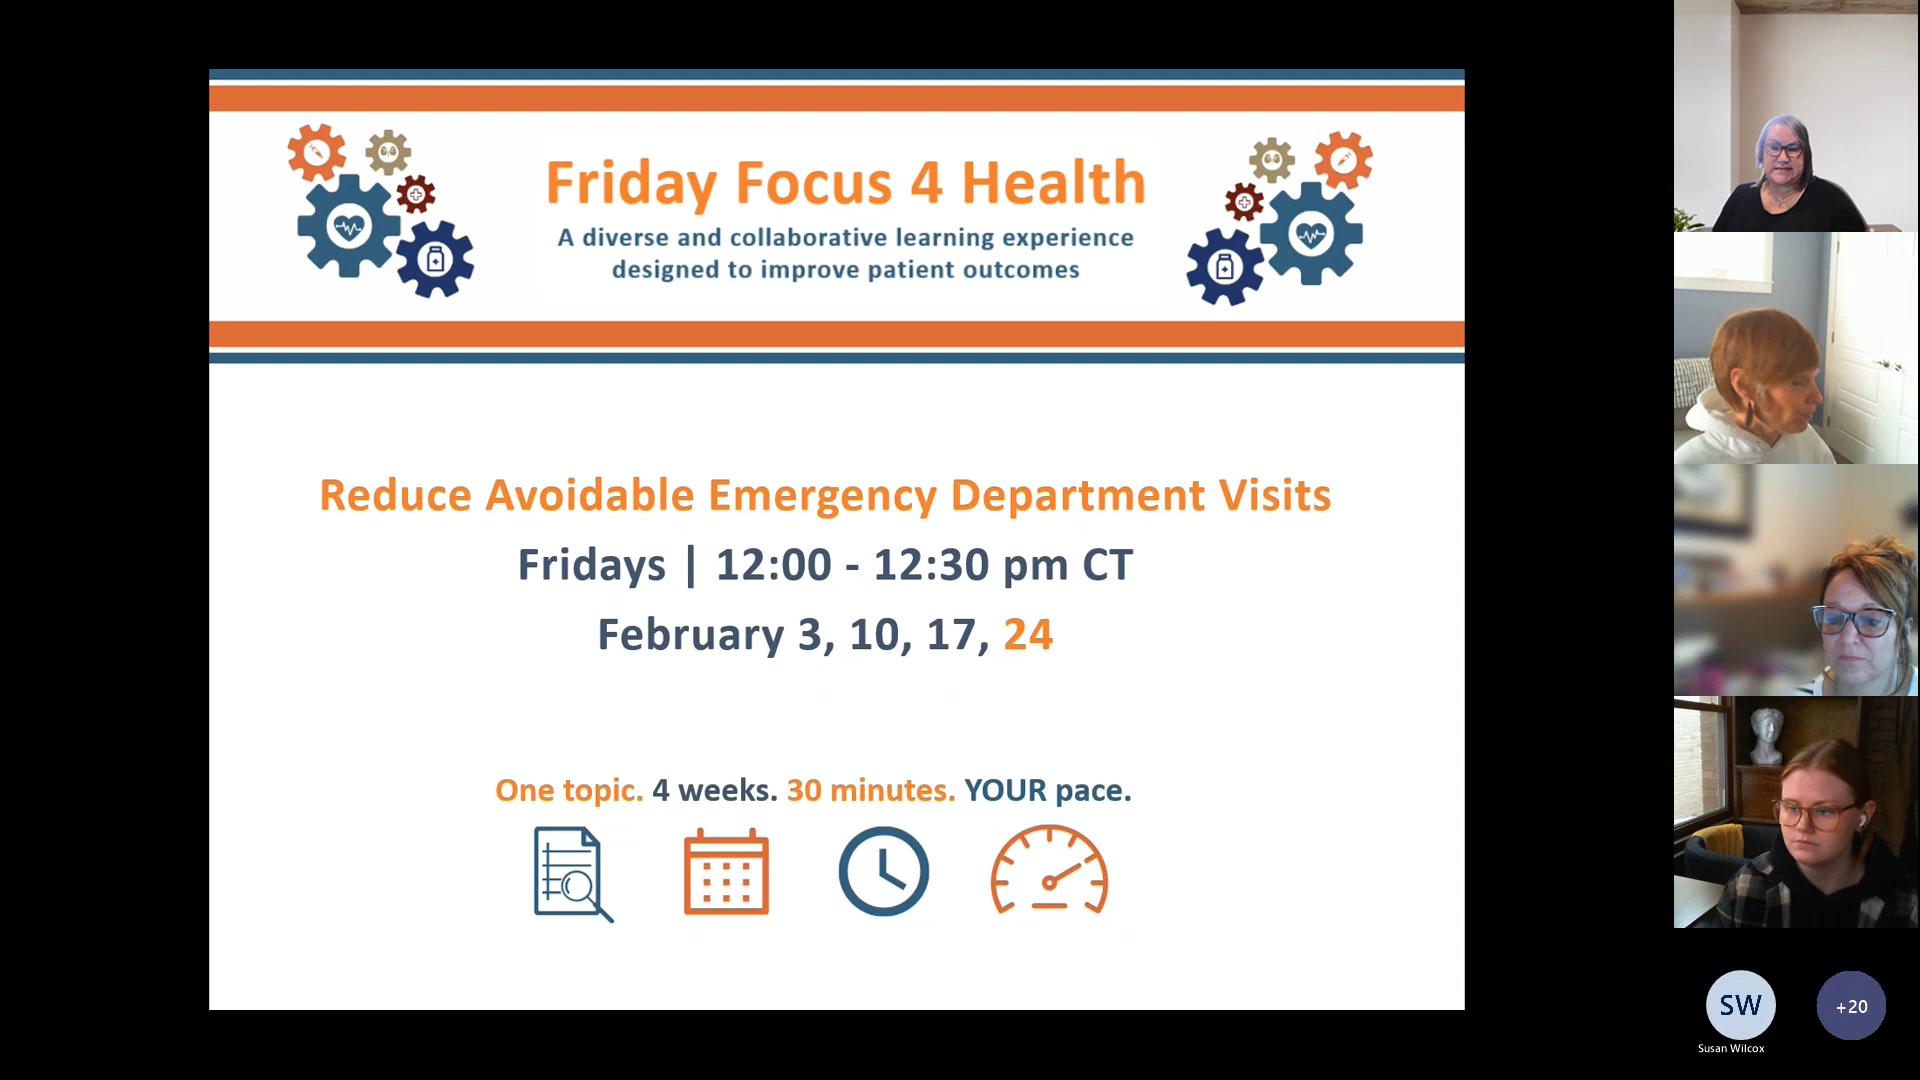 Friday Focus 4 Health
A diverse and collaborative learning experience
designed to improve patient outcomes
Reduce Avoidable Emergency Department Visits
Fridays | 12:00 - 12:30 pm CT
February 3, 10, 17, 24
One topic. 4 weeks. 30 minutes. YOUR pace.
SW
+20
Susan Wilcox